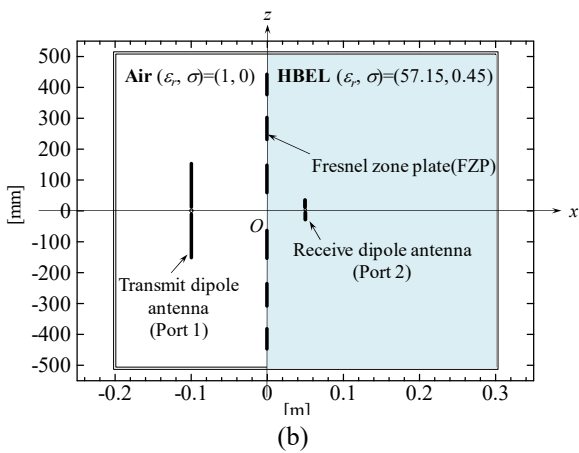 z
500
400
300
200
100
0
-100
-200
-300
-400
-500
[mm]
Air (εr, σ)=(1, 0) HBEL (εr, σ)=(57.15, 0.45)
Fresnel zone plate(FZP)
x
O
Receive dipole antenna
(Port 2)
Transmit dipole
antenna
(Port 1)
-0.2 -0.1 0 0.1 0.2 0.3
[m]
(b)